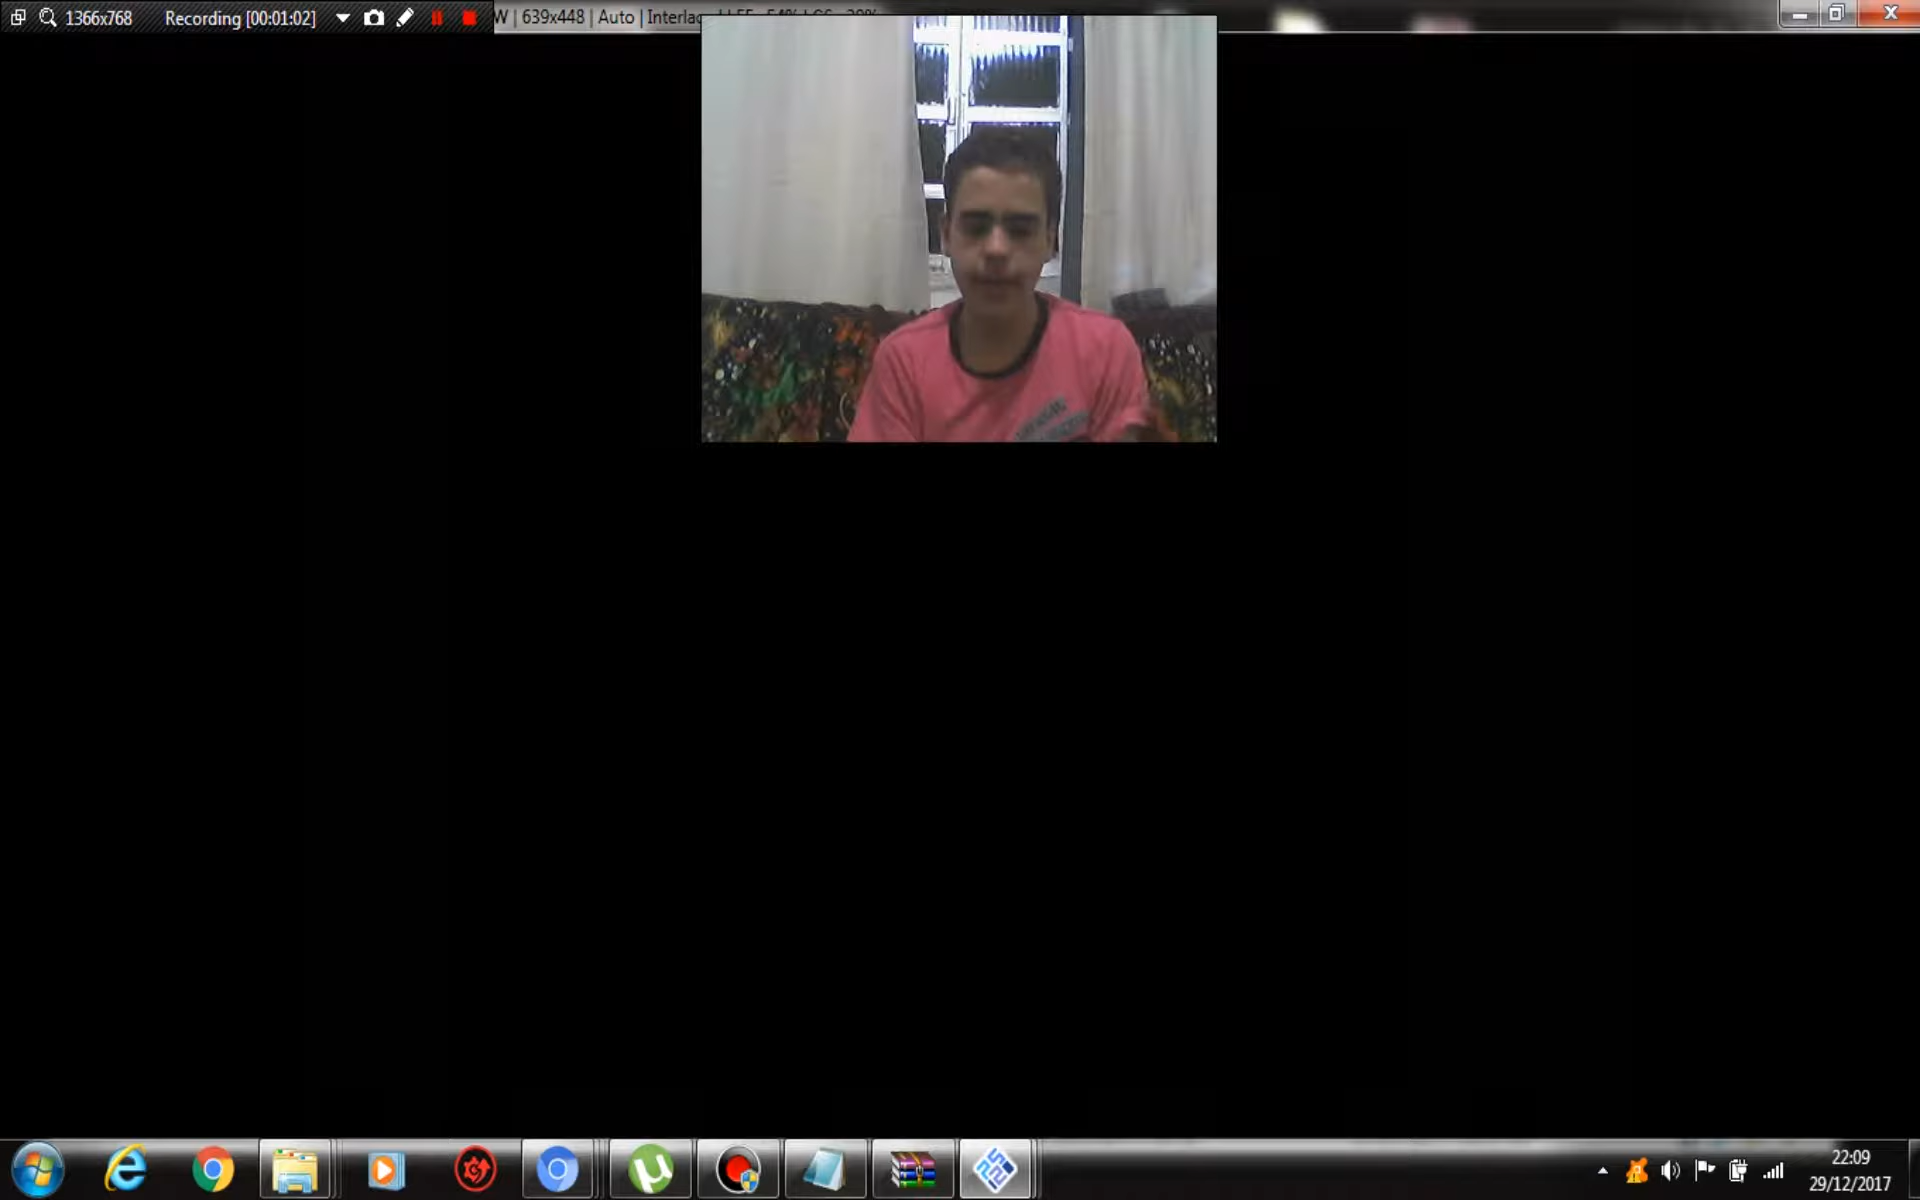 1366x768 Recording [00:01:02] W | 639x448 | Auto | Interlac
22:09
29/12/2017